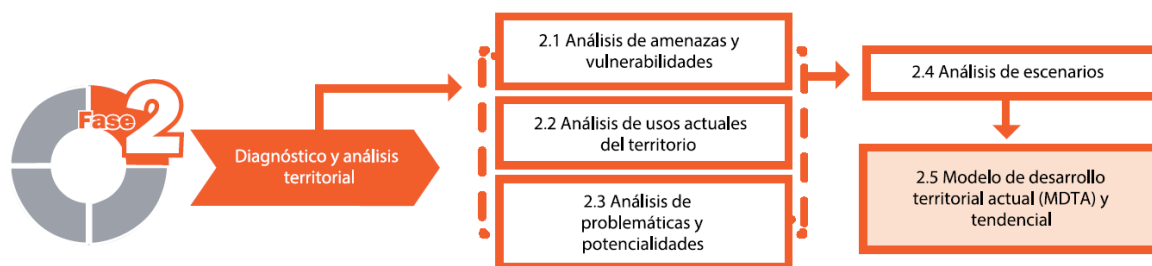 Fase
2
Diagnóstico y análisis
territorial
2.1 Análisis de amenazas y
vulnerabilidades
2.2 Análisis de usos actuales
del territorio
2.3 Análisis de
problemáticas y
potencialidades
2.4 Análisis de escenarios
2.5 Modelo de desarrollo
territorial actual (MDTA) y
tendencial